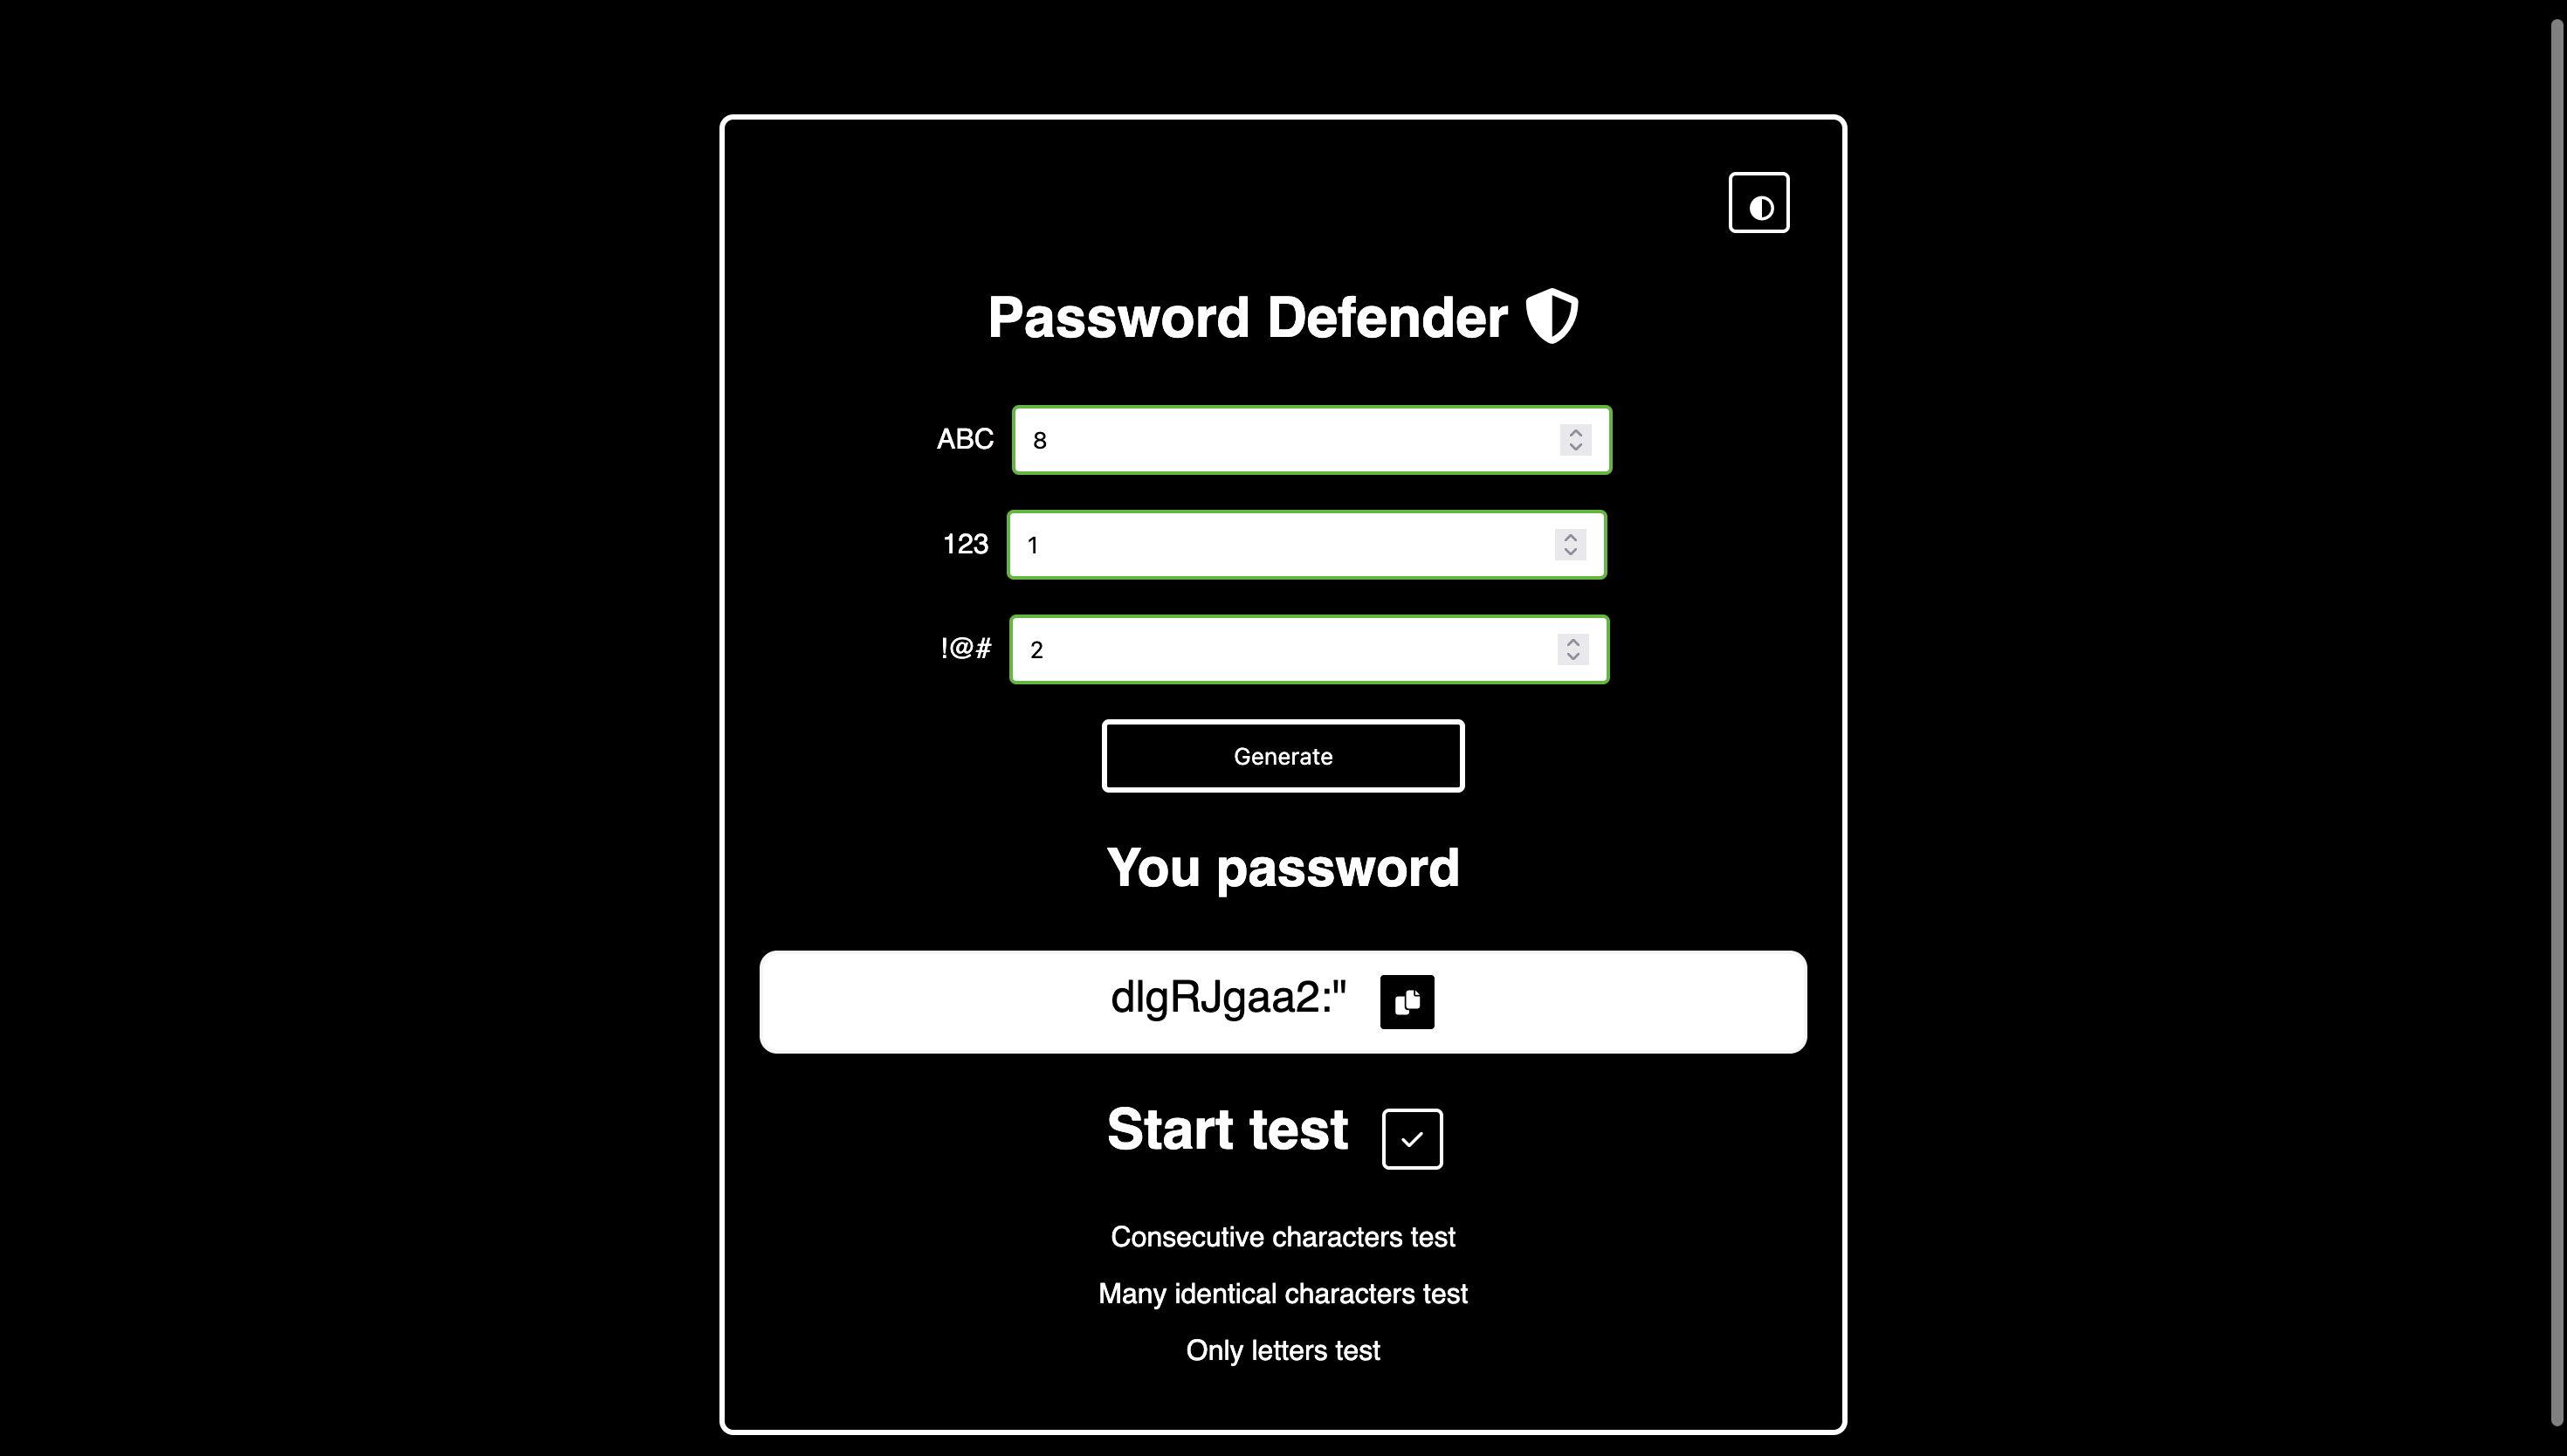 Password Defender
ABC 8
123 1
!@# 2
Generate
You password
dlgRJgaa2:"
Start test
Consecutive characters test
Many identical characters test
Only letters test